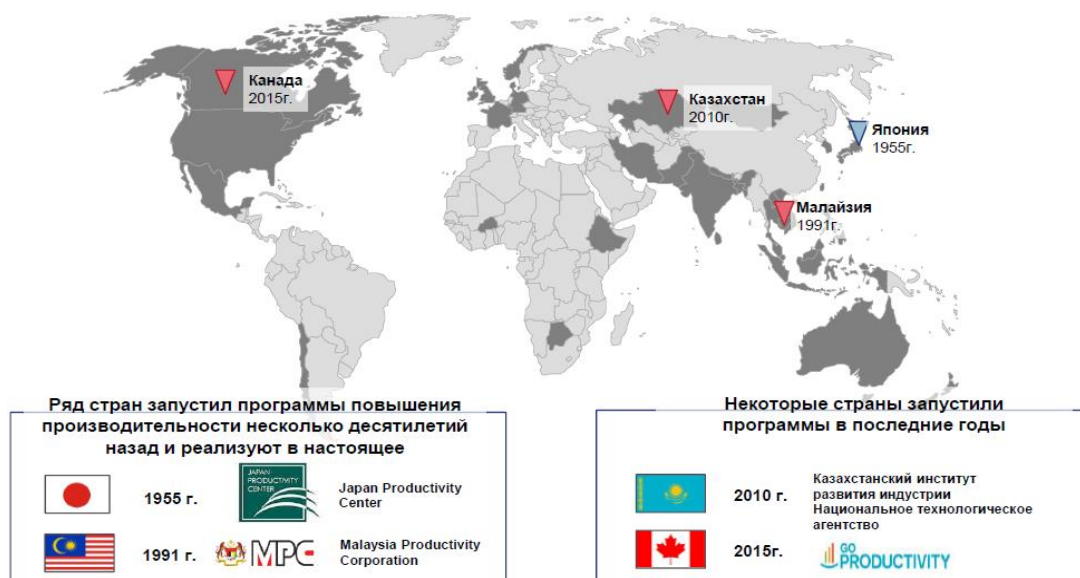 Канада
2015г.
Казахстан
2010г.
Япония
1955г.
Малайзия
1991г.
Ряд стран запустил программы повышения
производительности несколько десятилетий
назад и реализуют в настоящее
1955 г.
JAPAN
PRODUCTIVITY
CENTER
Japan Productivity
Center
1991 г.
MPC
Malaysia Productivity
Corporation
Некоторые страны запустили
программы в последние годы
2010 г.
Казахстанский институт
развития индустрии
Национальное технологическое
агентство
2015г.
GO
PRODUCTIVITY